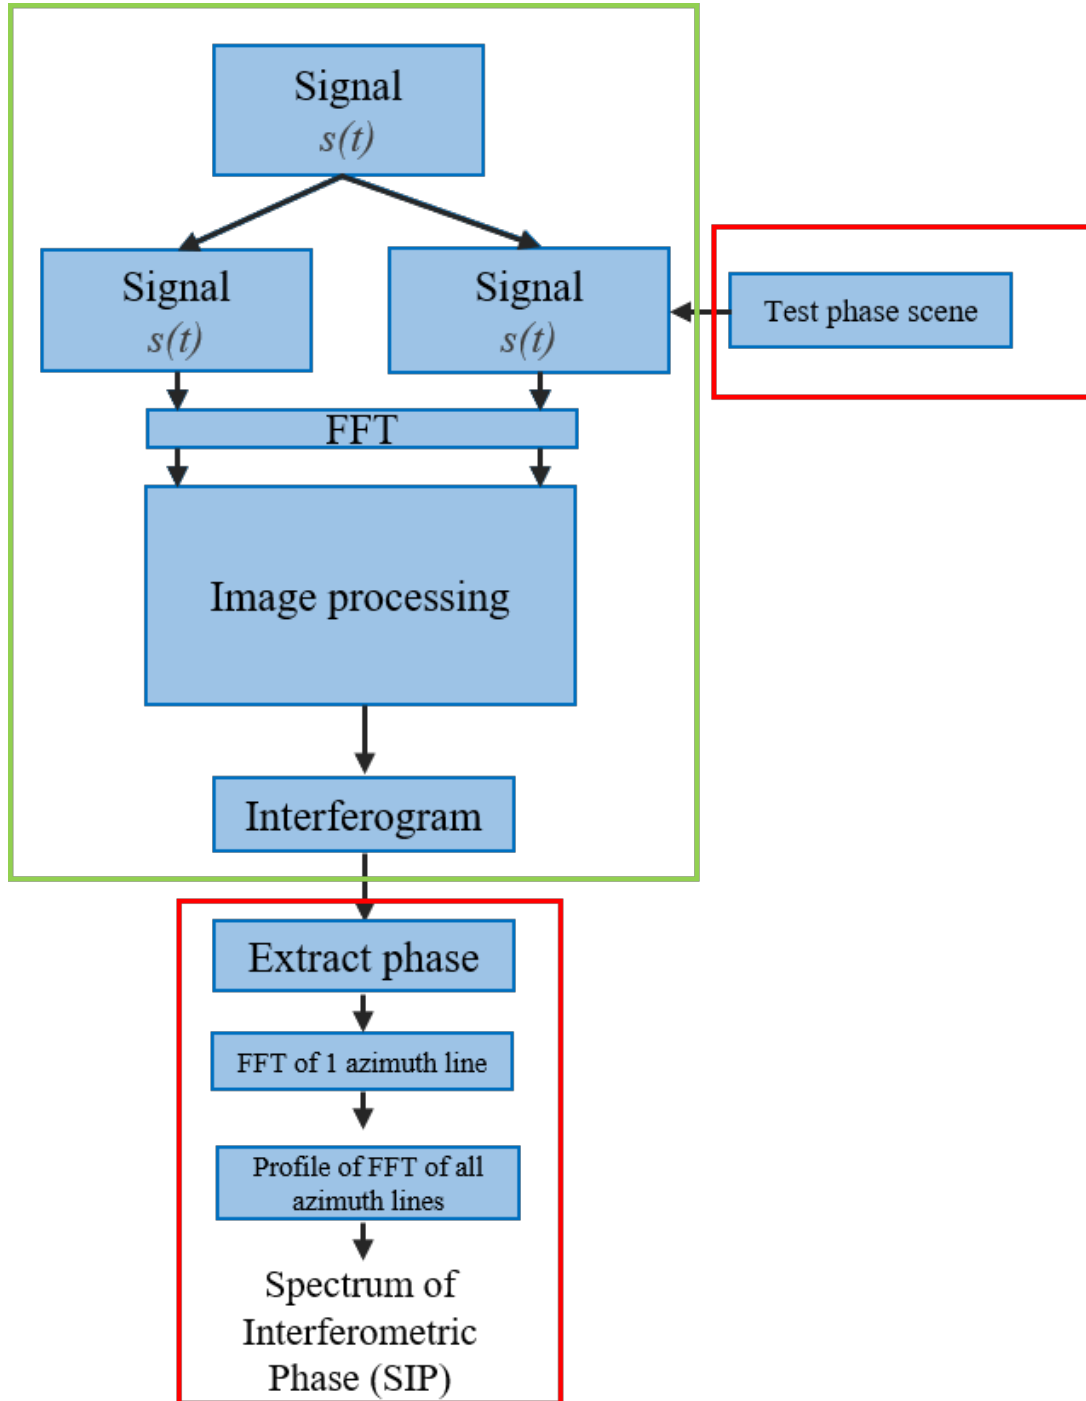 Signal
s(t)
Signal
s(t)
Signal
s(t)
Test phase scene
FFT
Image processing
Interferogram
Extract phase
FFT of 1 azimuth line
Profile of FFT of all
azimuth lines
Spectrum of
Interferometric
Phase (SIP)